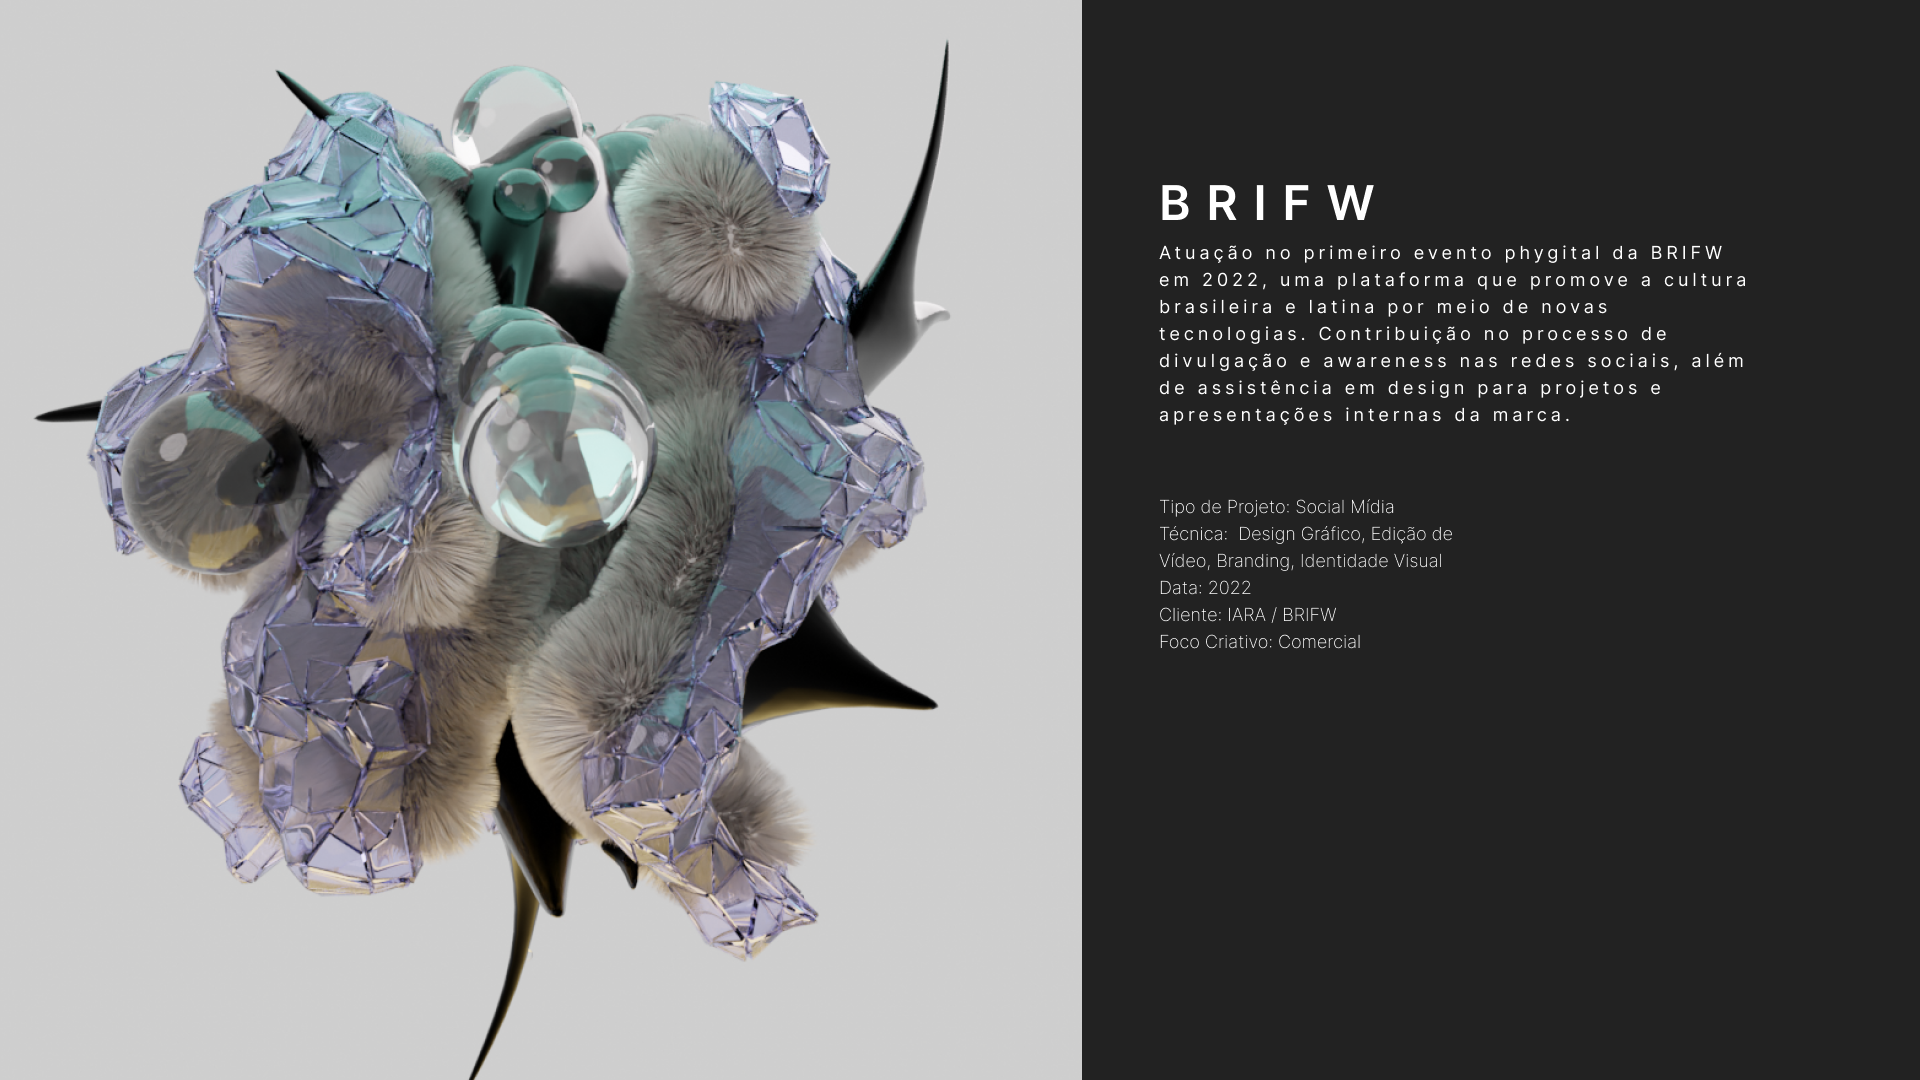 BRIFW
Atuação no primeiro evento phygital da BRIFW
em 2022, uma plataforma que promove a cultura
brasileira e latina por meio de novas
tecnologias. Contribuição no processo de
divulgação e awareness nas redes sociais, além
de assistência em design para projetos e
apresentações internas da marca.
Tipo de Projeto: Social Mídia
Técnica:  Design Gráfico, Edição de
Vídeo, Branding, Identidade Visual
Data: 2022
Cliente: IARA / BRIFW
Foco Criativo: Comercial